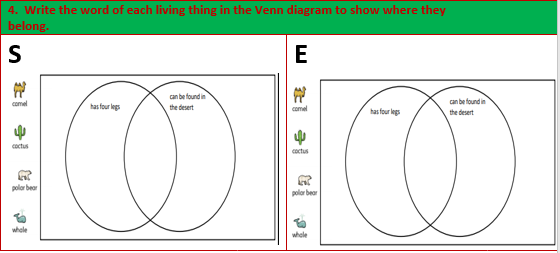 4. Write the word of each living thing in the Venn diagram to show where they
belong.
S
has four legs
can be found in
the desert
camel
cactus
polar bear
whale
E
has four legs
can be found in
the desert
camel
cactus
polar bear
whale